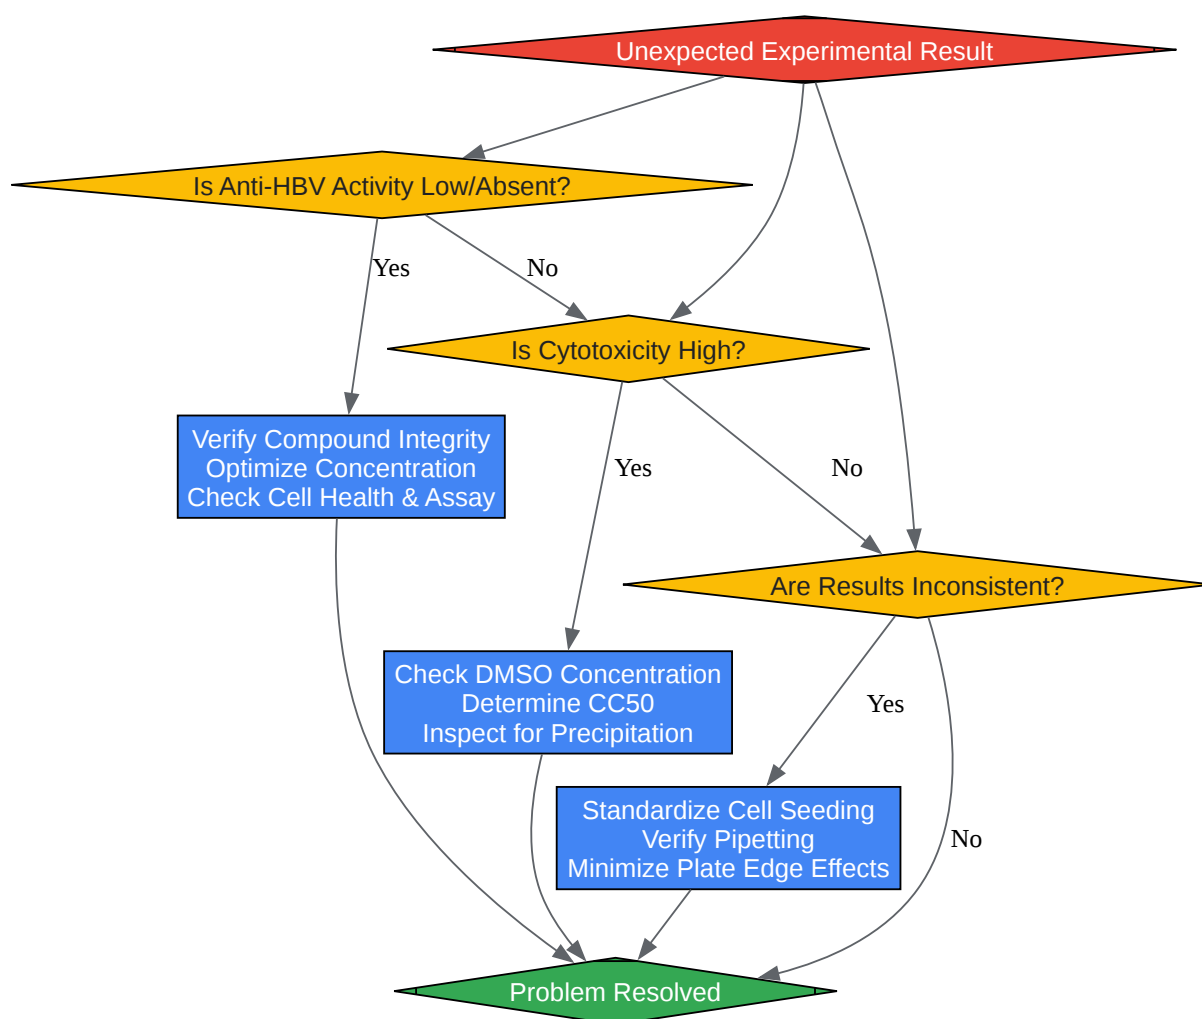 Unexpected Experimental Result
Is Anti-HBV Activity Low/Absent?
Yes
No
Is Cytotoxicity High?
Verify Compound Integrity
Optimize Concentration
Check Cell Health & Assay
Yes
No
Are Results Inconsistent?
Check DMSO Concentration
Determine CC50
Inspect for Precipitation
Yes
Standardize Cell Seeding
Verify Pipetting
Minimize Plate Edge Effects
No
Problem Resolved